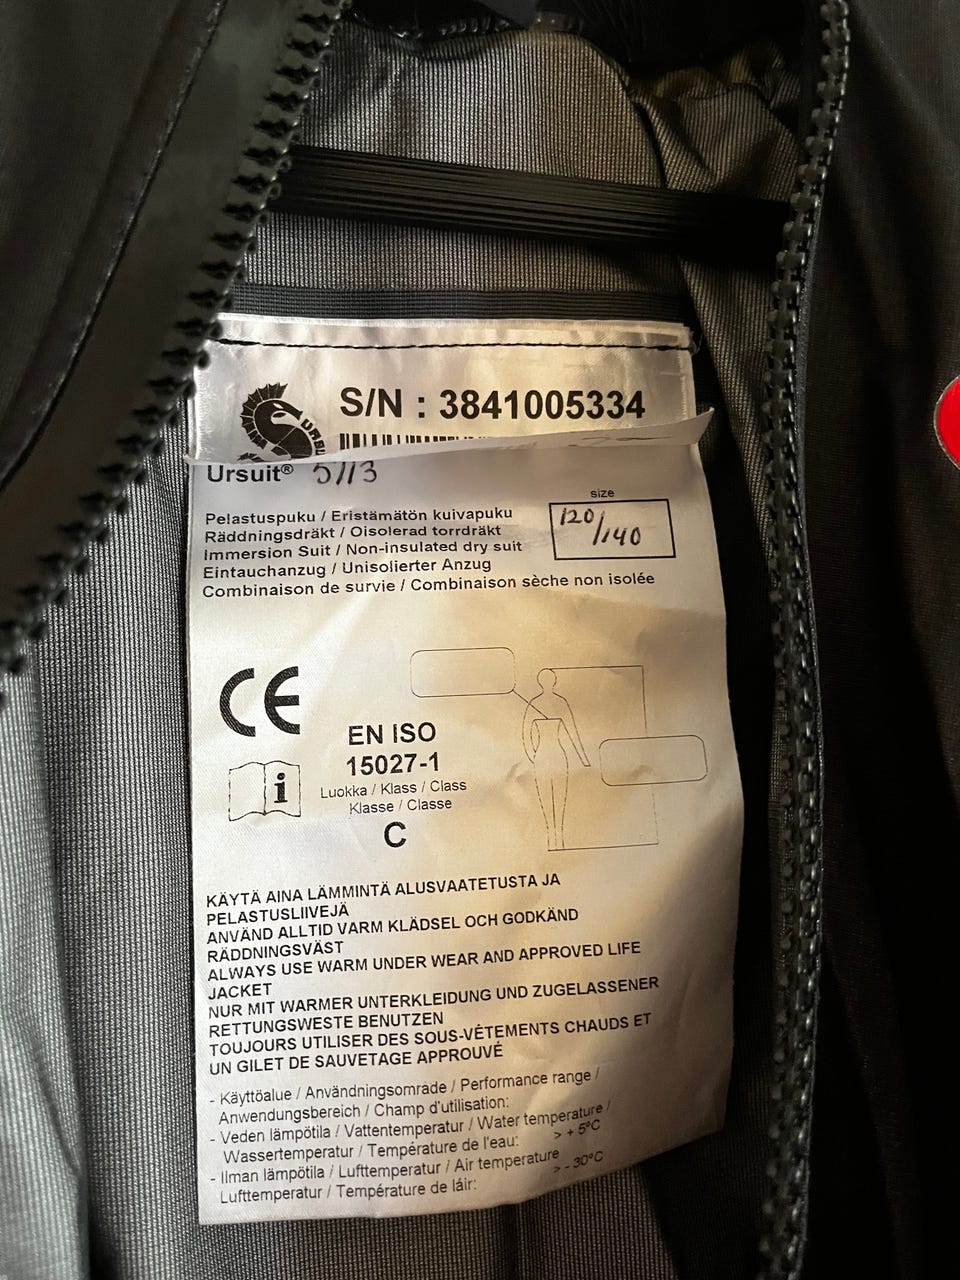 S/N : 3841005334
Ursuit® 5/13
size
120/140
Pelastuspuku / Eristämätön kuivapuku
Räddningsdräkt / Oisolerad torrdräkt
Immersion Suit / Non-insulated dry suit
Eintauchanzug / Unisolierter Anzug
Combinaison de survie / Combinaison sèche non isolée
CE
EN ISO
15027-1
i
Luokka / Klass / Class
Klasse / Classe
C
KÄYTÄ AINA LÄMMINTÄ ALUSVAATETUSTA JA
PELASTUSLIIVEJÄ
ANVÄND ALLTID VARM KLÄDSEL OCH GODKÄND
RÄDDNINGSVÄST
ALWAYS USE WARM UNDER WEAR AND APPROVED LIFE
JACKET
NUR MIT WARMER UNTERKLEIDUNG UND ZUGELASSENER
RETTUNGSWESTE BENUTZEN
TOUJOURS UTILISER DES SOUS-VÉTEMENTS CHAUDS ET
UN GILET DE SAUVETAGE APPROUVÉ
- Käyttöalue / Användningsomrade / Performance range /
Anwendungsbereich / Champ d'utilisation:
- Veden lämpötila / Vattentemperatur / Water temperature /
Wassertemperatur / Température de l'eau: > + 5ºC
- Ilman lämpötila / Lufttemperatur / Air temperature
Lufttemperatur / Température de láir: > - 30ºC